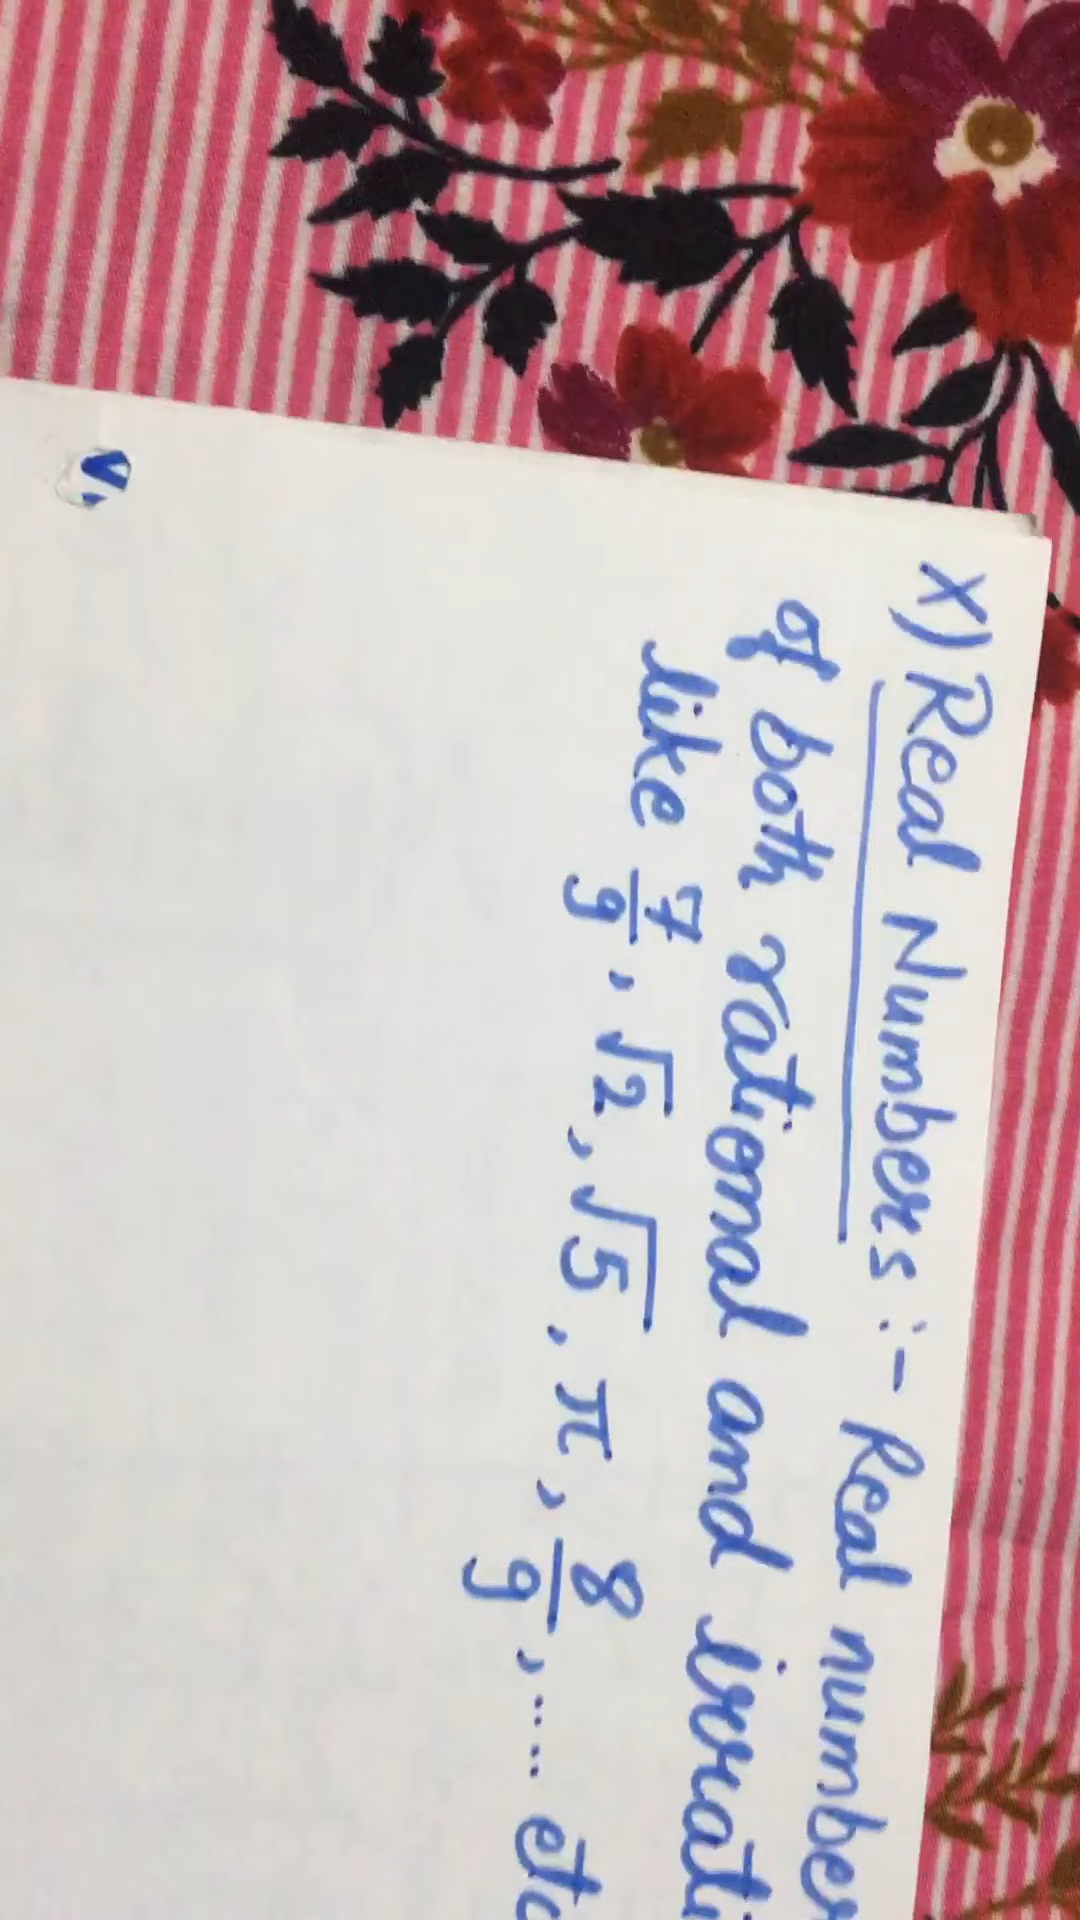 X) Real Numbers :- Real number
of both rational and irrati
like 7/9, √2, √5, π, 8/9, ..... etc